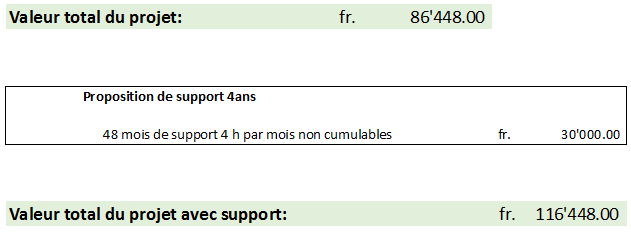 Valeur total du projet: fr. 86'448.00
Proposition de support 4ans
48 mois de support 4 h par mois non cumulables fr. 30'000.00
Valeur total du projet avec support: fr. 116'448.00